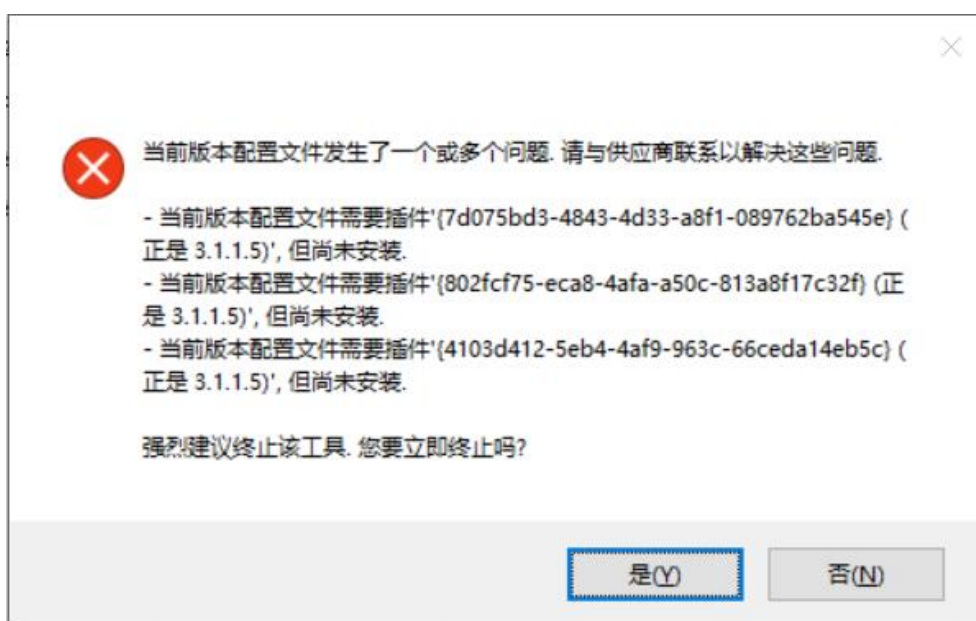 当前版本配置文件发生了一个或多个问题. 请与供应商联系以解决这些问题.
- 当前版本配置文件需要插件'{7d075bd3-4843-4d33-a8f1-089762ba545e} (
正是 3.1.1.5)', 但尚未安装.
- 当前版本配置文件需要插件'{802fcf75-eca8-4afa-a50c-813a8f17c32f} (正
是 3.1.1.5)', 但尚未安装.
- 当前版本配置文件需要插件'{4103d412-5eb4-4af9-963c-66ceda14eb5c} (
正是 3.1.1.5)', 但尚未安装.
强烈建议终止该工具. 您要立即终止吗?
是(Y)
否(N)